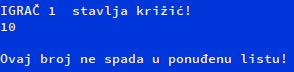 IGRAČ 1  stavlja križić!
10
Ovaj broj ne spada u ponuđenu listu!